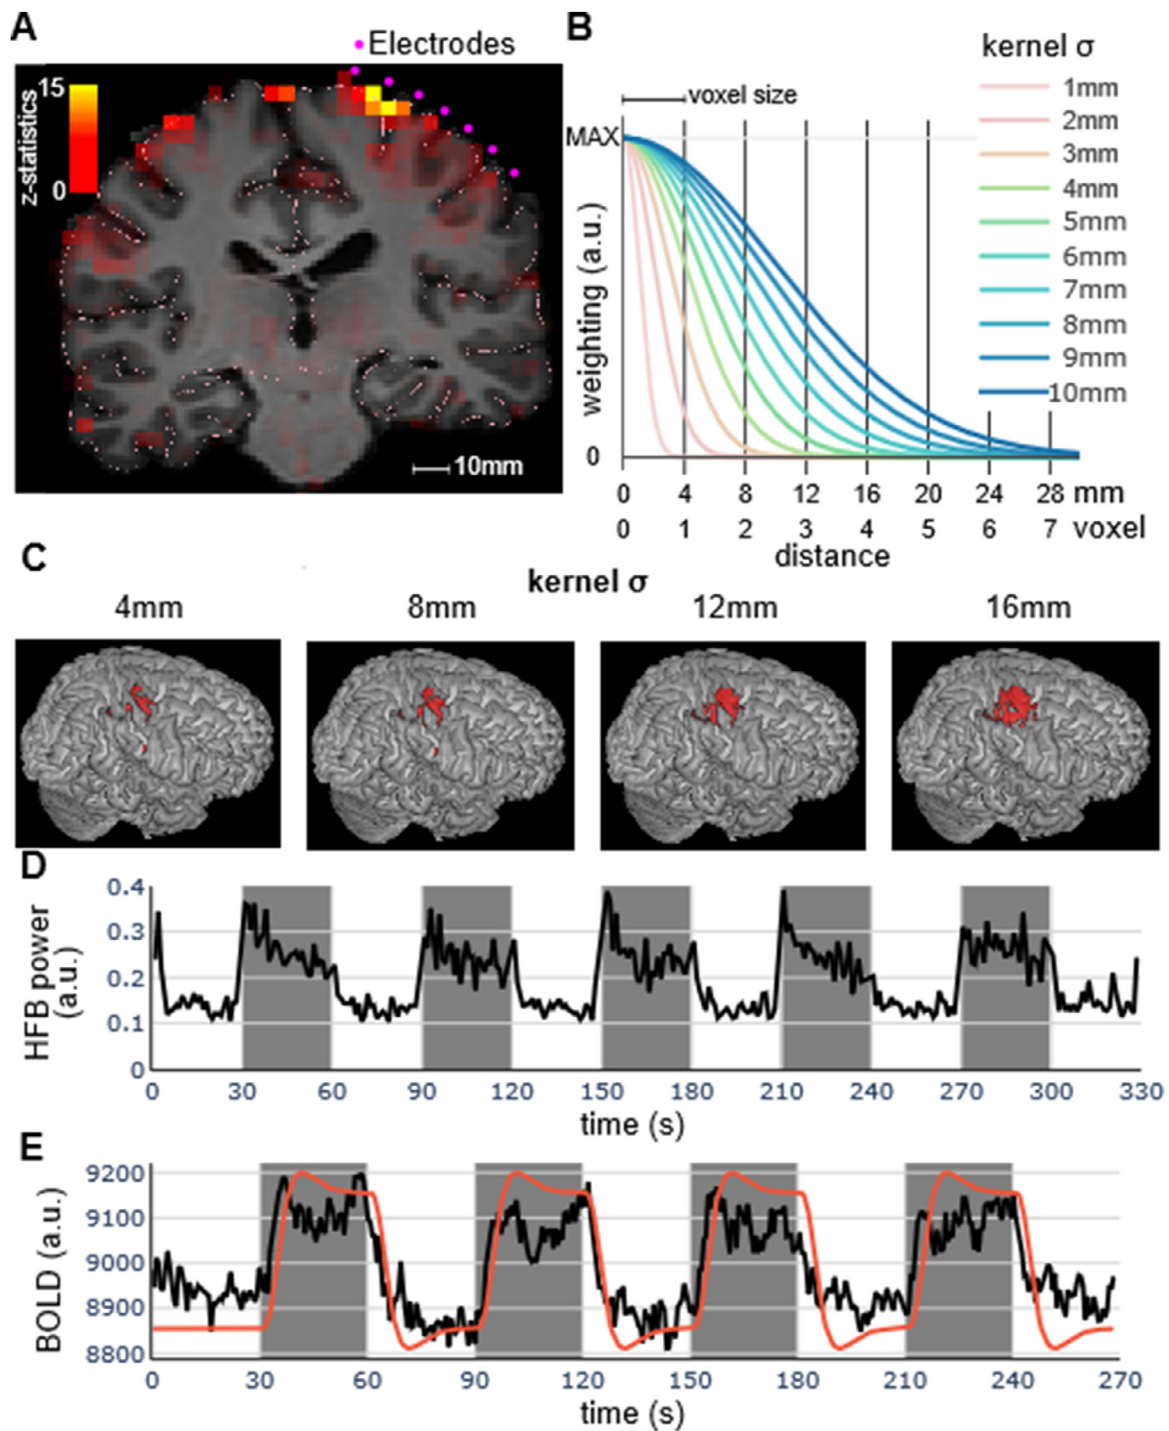 A
Electrodes
15
z-statistics
0
10mm
B
kernel σ
voxel size
1mm
2mm
3mm
4mm
5mm
6mm
7mm
8mm
9mm
10mm
MAX
weighting (a.u.)
0
0 4 8 12 16 20 24 28 mm
0 1 2 3 4 5 6 7 voxel
distance
C
kernel σ
4mm 8mm 12mm 16mm
D
HFB power
(a.u.)
0.4
0.3
0.2
0.1
0
0 30 60 90 120 150 180 210 240 270 300 330
time (s)
E
BOLD (a.u.)
9200
9100
9000
8900
8800
0 30 60 90 120 150 180 210 240 270
time (s)